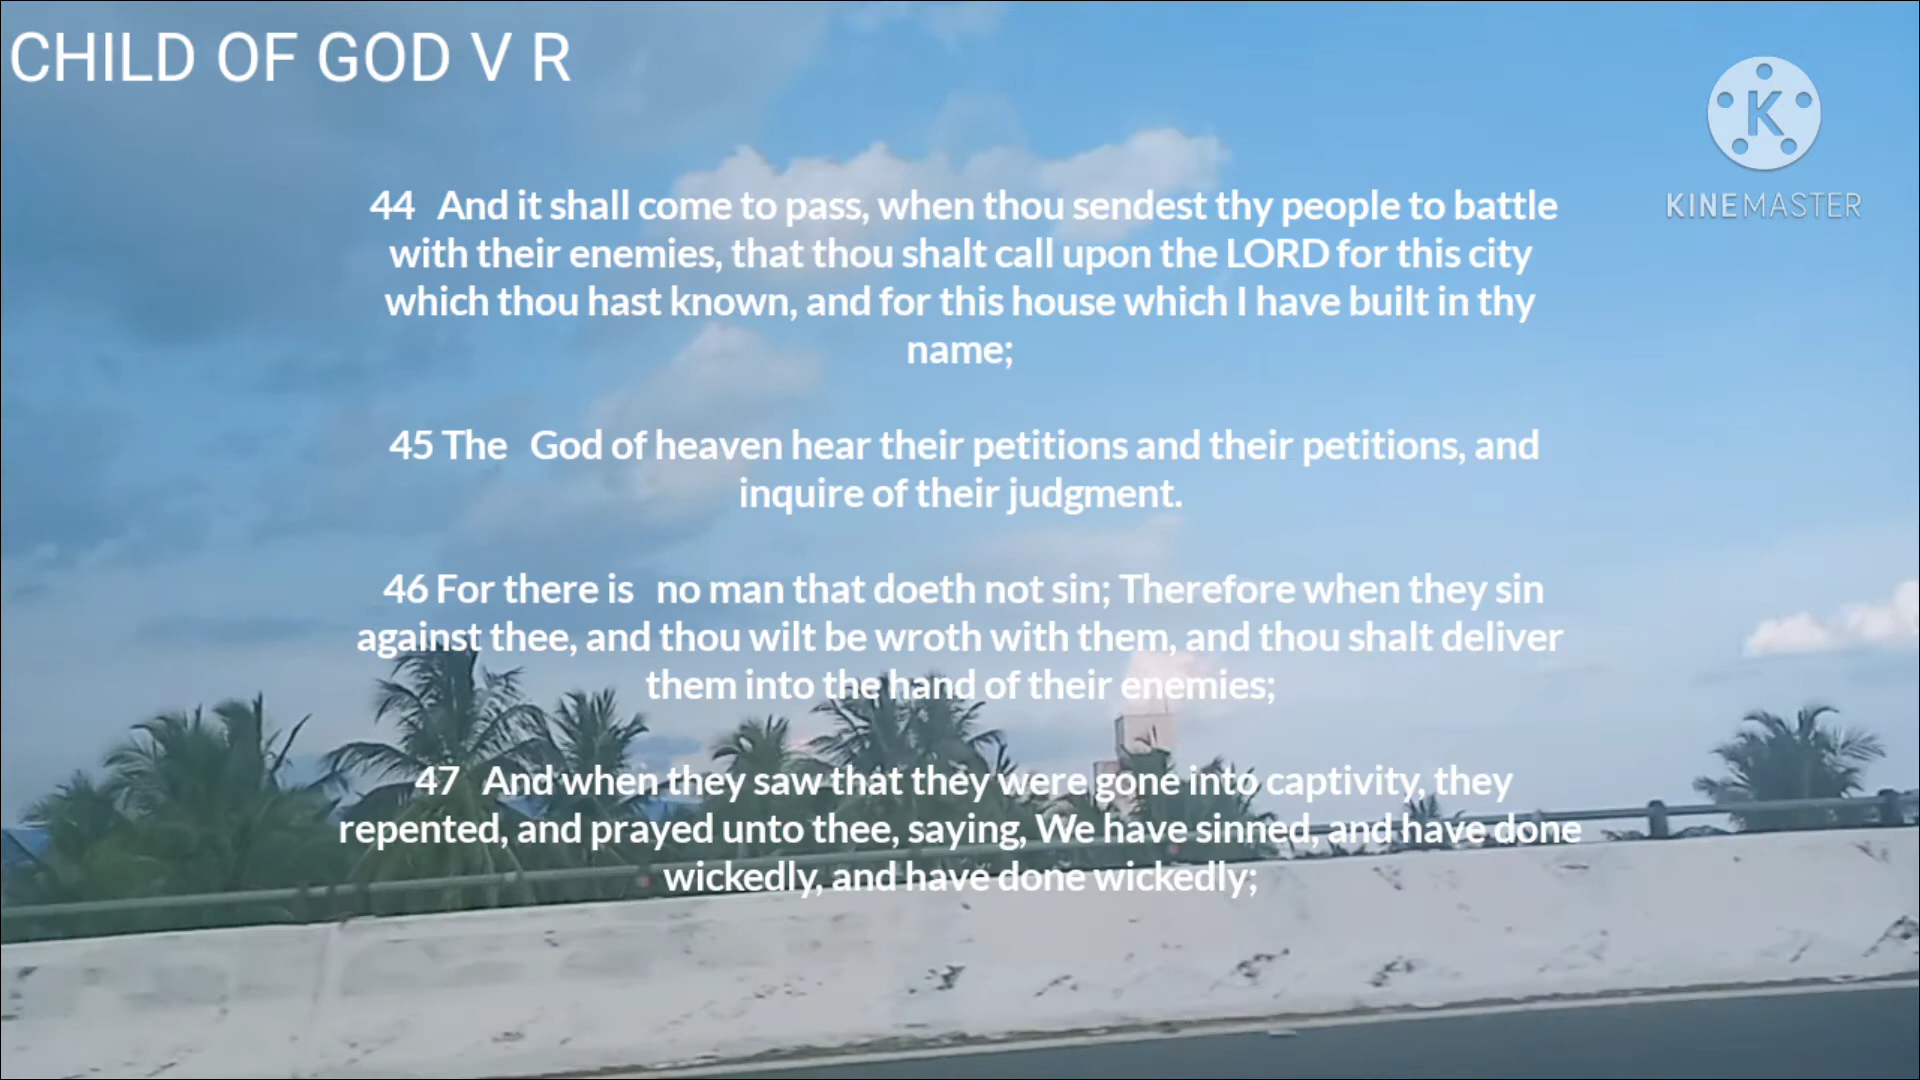 CHILD OF GOD V R
K
KINEMASTER
44 And it shall come to pass, when thou sendest thy people to battle
with their enemies, that thou shalt call upon the LORD for this city
which thou hast known, and for this house which I have built in thy
name;
45 The God of heaven hear their petitions and their petitions, and
inquire of their judgment.
46 For there is no man that doeth not sin; Therefore when they sin
against thee, and thou wilt be wroth with them, and thou shalt deliver
them into the hand of their enemies;
47 And when they saw that they were gone into captivity, they
repented, and prayed unto thee, saying, We have sinned, and have done
wickedly, and have done wickedly;